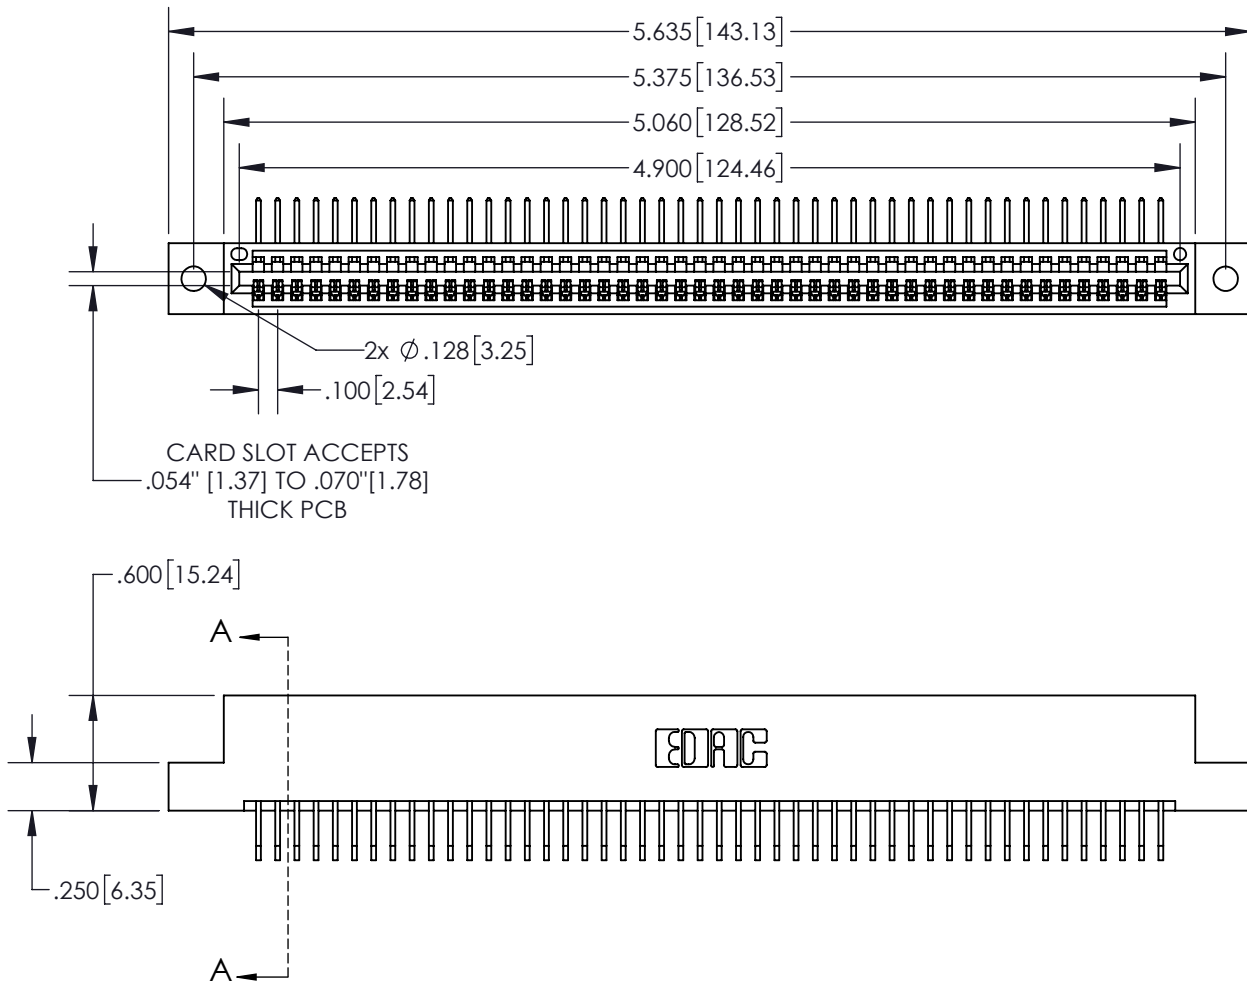 5.635[143.13]
5.375[136.53]
5.060[128.52]
4.900[124.46]
2x Ø.128[3.25]
.100[2.54]
CARD SLOT ACCEPTS
.054" [1.37] TO .070"[1.78]
THICK PCB
.600[15.24]
A
EDAC
.250[6.35]
A